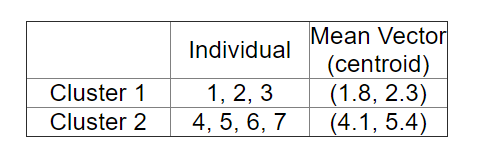 Individual Mean Vector
(centroid)
Cluster 1 1, 2, 3 (1.8, 2.3)
Cluster 2 4, 5, 6, 7 (4.1, 5.4)